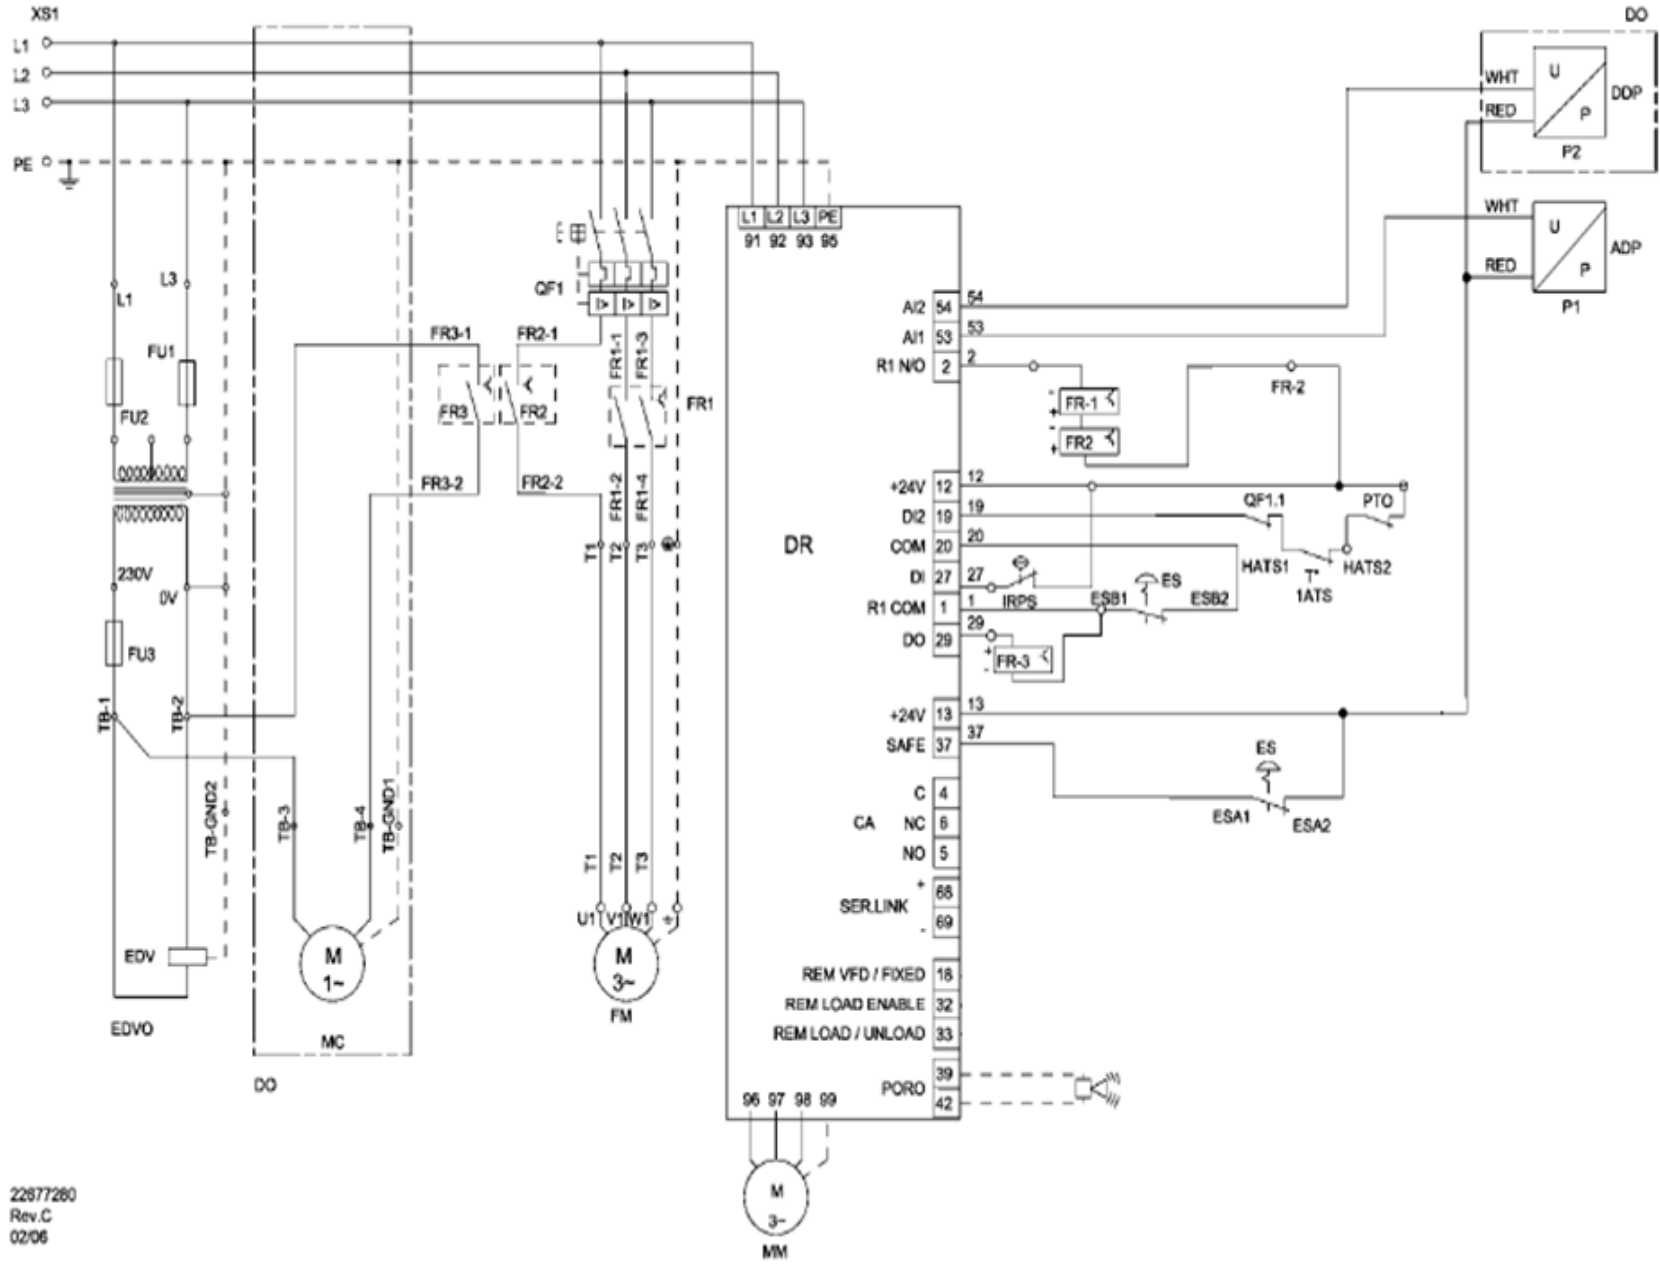 XS1
DO
L1
L2
L3
PE
WHT
U
DDP
RED
P
P2
WHT
U
ADP
RED
P
P1
L1 L2 L3 PE
91 92 93 95
L1
L3
FU1
FU2
QF1
FR3-1
FR2-1
FR1-1
FR1-3
FR3
FR2
FR1
FR3-2
FR2-2
FR1-2
FR1-4
T1
T2
T3
DR
AI2 54 54
AI1 53 53
R1 N/O 2 2
FR-1
FR2
FR-2
+24V 12 12
DI2 19 19
COM 20 20
DI 27 27
R1 COM 1 1
DO 29 29
QF1.1
PTO
HATS1
T°
1ATS
HATS2
IRPS
ESB1
ES
ESB2
FR-3
+
-
+24V 13 13
SAFE 37 37
ES
ESA1
ESA2
C 4
CA NC 6
NO 5
+ 68
SER.LINK
- 69
REM VFD / FIXED 18
REM LOAD ENABLE 32
REM LOAD / UNLOAD 33
PORO
39
42
230V
0V
FU3
TB-1
TB-2
TB-GND2
TB-3
TB-4
TB-GND1
T1
T2
T3
U1 V1 W1
EDV
EDVO
M
1~
MC
DO
M
3~
FM
96 97 98 99
M
3~
MM
22877280
Rev.C
02/06